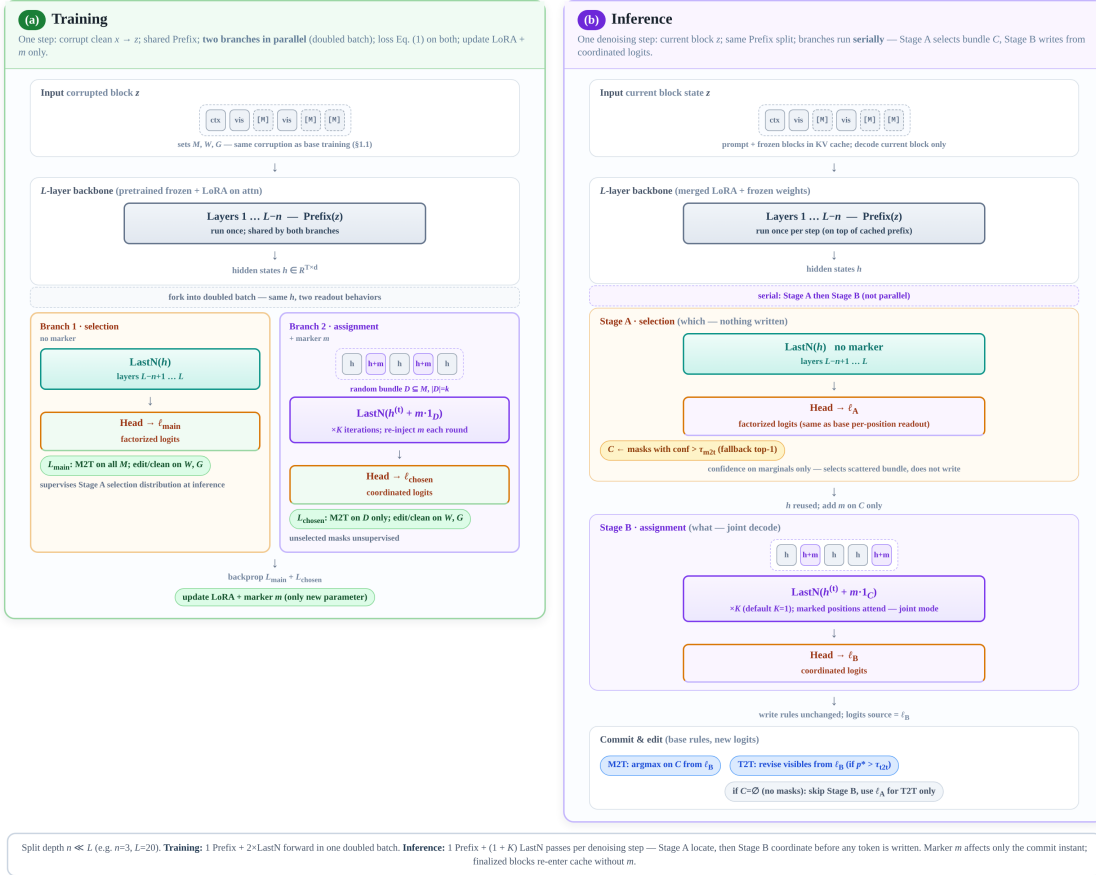 (a) Training
One step: corrupt clean x → z; shared Prefix; two branches in parallel (doubled batch); loss Eq. (1) on both; update LoRA +
m only.
Input corrupted block z
ctx vis [M] vis [M] [M]
sets M, W, G — same corruption as base training (§1.1)
↓
L-layer backbone (pretrained frozen + LoRA on attn)
Layers 1 … L−n — Prefix(z)
run once; shared by both branches
↓
hidden states h ∈ R^T×d
fork into doubled batch — same h, two readout behaviors
Branch 1 · selection
no marker
LastN(h)
layers L−n+1 … L
↓
Head → ℓmain
factorized logits
Lmain: M2T on all M; edit/clean on W, G
supervises Stage A selection distribution at inference
Branch 2 · assignment
+ marker m
h h+m h h+m h
random bundle D ⊆ M, |D|=k
LastN(h(t) + m·1D)
×K iterations; re-inject m each round
↓
Head → ℓchosen
coordinated logits
Lchosen: M2T on D only; edit/clean on W, G
unselected masks unsupervised
↓
backprop Lmain + Lchosen
update LoRA + marker m (only new parameter)
(b) Inference
One denoising step: current block z; same Prefix split; branches run serially — Stage A selects bundle C, Stage B writes from
coordinated logits.
Input current block state z
ctx vis [M] vis [M] [M]
prompt + frozen blocks in KV cache; decode current block only
↓
L-layer backbone (merged LoRA + frozen weights)
Layers 1 … L−n — Prefix(z)
run once per step (on top of cached prefix)
↓
hidden states h
serial: Stage A then Stage B (not parallel)
Stage A · selection (which — nothing written)
LastN(h) no marker
layers L−n+1 … L
↓
Head → ℓA
factorized logits (same as base per-position readout)
C ← masks with conf > τm2t (fallback top-1)
confidence on marginals only — selects scattered bundle, does not write
↓
h reused; add m on C only
Stage B · assignment (what — joint decode)
h h+m h h h+m
LastN(h(t) + m·1C)
×K (default K=1); marked positions attend — joint mode
↓
Head → ℓB
coordinated logits
↓
write rules unchanged; logits source = ℓB
Commit & edit (base rules, new logits)
M2T: argmax on C from ℓB T2T: revise visibles from ℓB (if p* > τt2t)
if C=∅ (no masks): skip Stage B, use ℓA for T2T only
Split depth n ≪ L (e.g. n=3, L=20). Training: 1 Prefix + 2×LastN forward in one doubled batch. Inference: 1 Prefix + (1 + K) LastN passes per denoising step — Stage A locate, then Stage B coordinate before any token is written. Marker m affects only the commit instant;
finalized blocks re-enter cache without m.